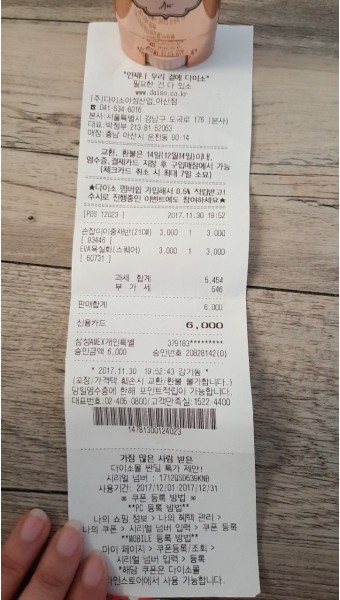 "언제나 우리 곁에 다이소"
필요한 건 다 있소
www.daiso.co.kr
(주)다이소아성산업_아산점
☎ 041-534-6016
본사:서울특별시 강남구 도곡로 176 (본사)
대표:박정부 213-81-52063
매장:충남 아산시 온천동 00-14
교환, 환불은 14일(12월14일)이내,
영수증,결제카드 지참 후 구입매장에서 가능
(체크카드 취소 시 최대 7일 소요)
★다이소 멤버쉽 가입해서 0.5% 적립받고!
수시로 진행중인 이벤트에도 참여하세요★
[POS 12023] 2017.11.30 19:52
손잡이이중채반(210롤) 3,000 1 3,000
[ 93446 ]
EVA욕실화(스퀘어) 3,000 1 3,000
[ 60731 ]
과세 합계 5,454
부 가 세 546
판매합계 6,000
신용카드 6,000
삼성AMEX개인특별 379183*********
승인금액 6,000 승인번호 20828142(0)
* 2017.11.30 19:52:43 강기동 *
(포장/가격택 훼손시 교환/환불 불가합니다.)
당일영수증에 한해 포인트적립이 가능합니다.
대표번호:02-405-0800/고객만족실:1522 4400
14781300124023
가장 많은 사랑 받은
다이소몰 싼딜 특가 제안!
시리얼 넘버 : 1712QSD639KNB
사용기간: 2017/12/01-2017/12/31
※ 쿠폰 등록 방법 ※
**PC 등록 방법**
나의 쇼핑 정보 > 나의 혜택 관리 >
나의 쿠폰 > 시리얼 넘버 입력 > 쿠폰 등록
**MOBILE 등록 방법**
마이 페이지 > 쿠폰등록/조회 >
시리얼 넘버 입력 > 등록
*해당 쿠폰은 다이소몰
인스토어에서 사용 가능합니다.